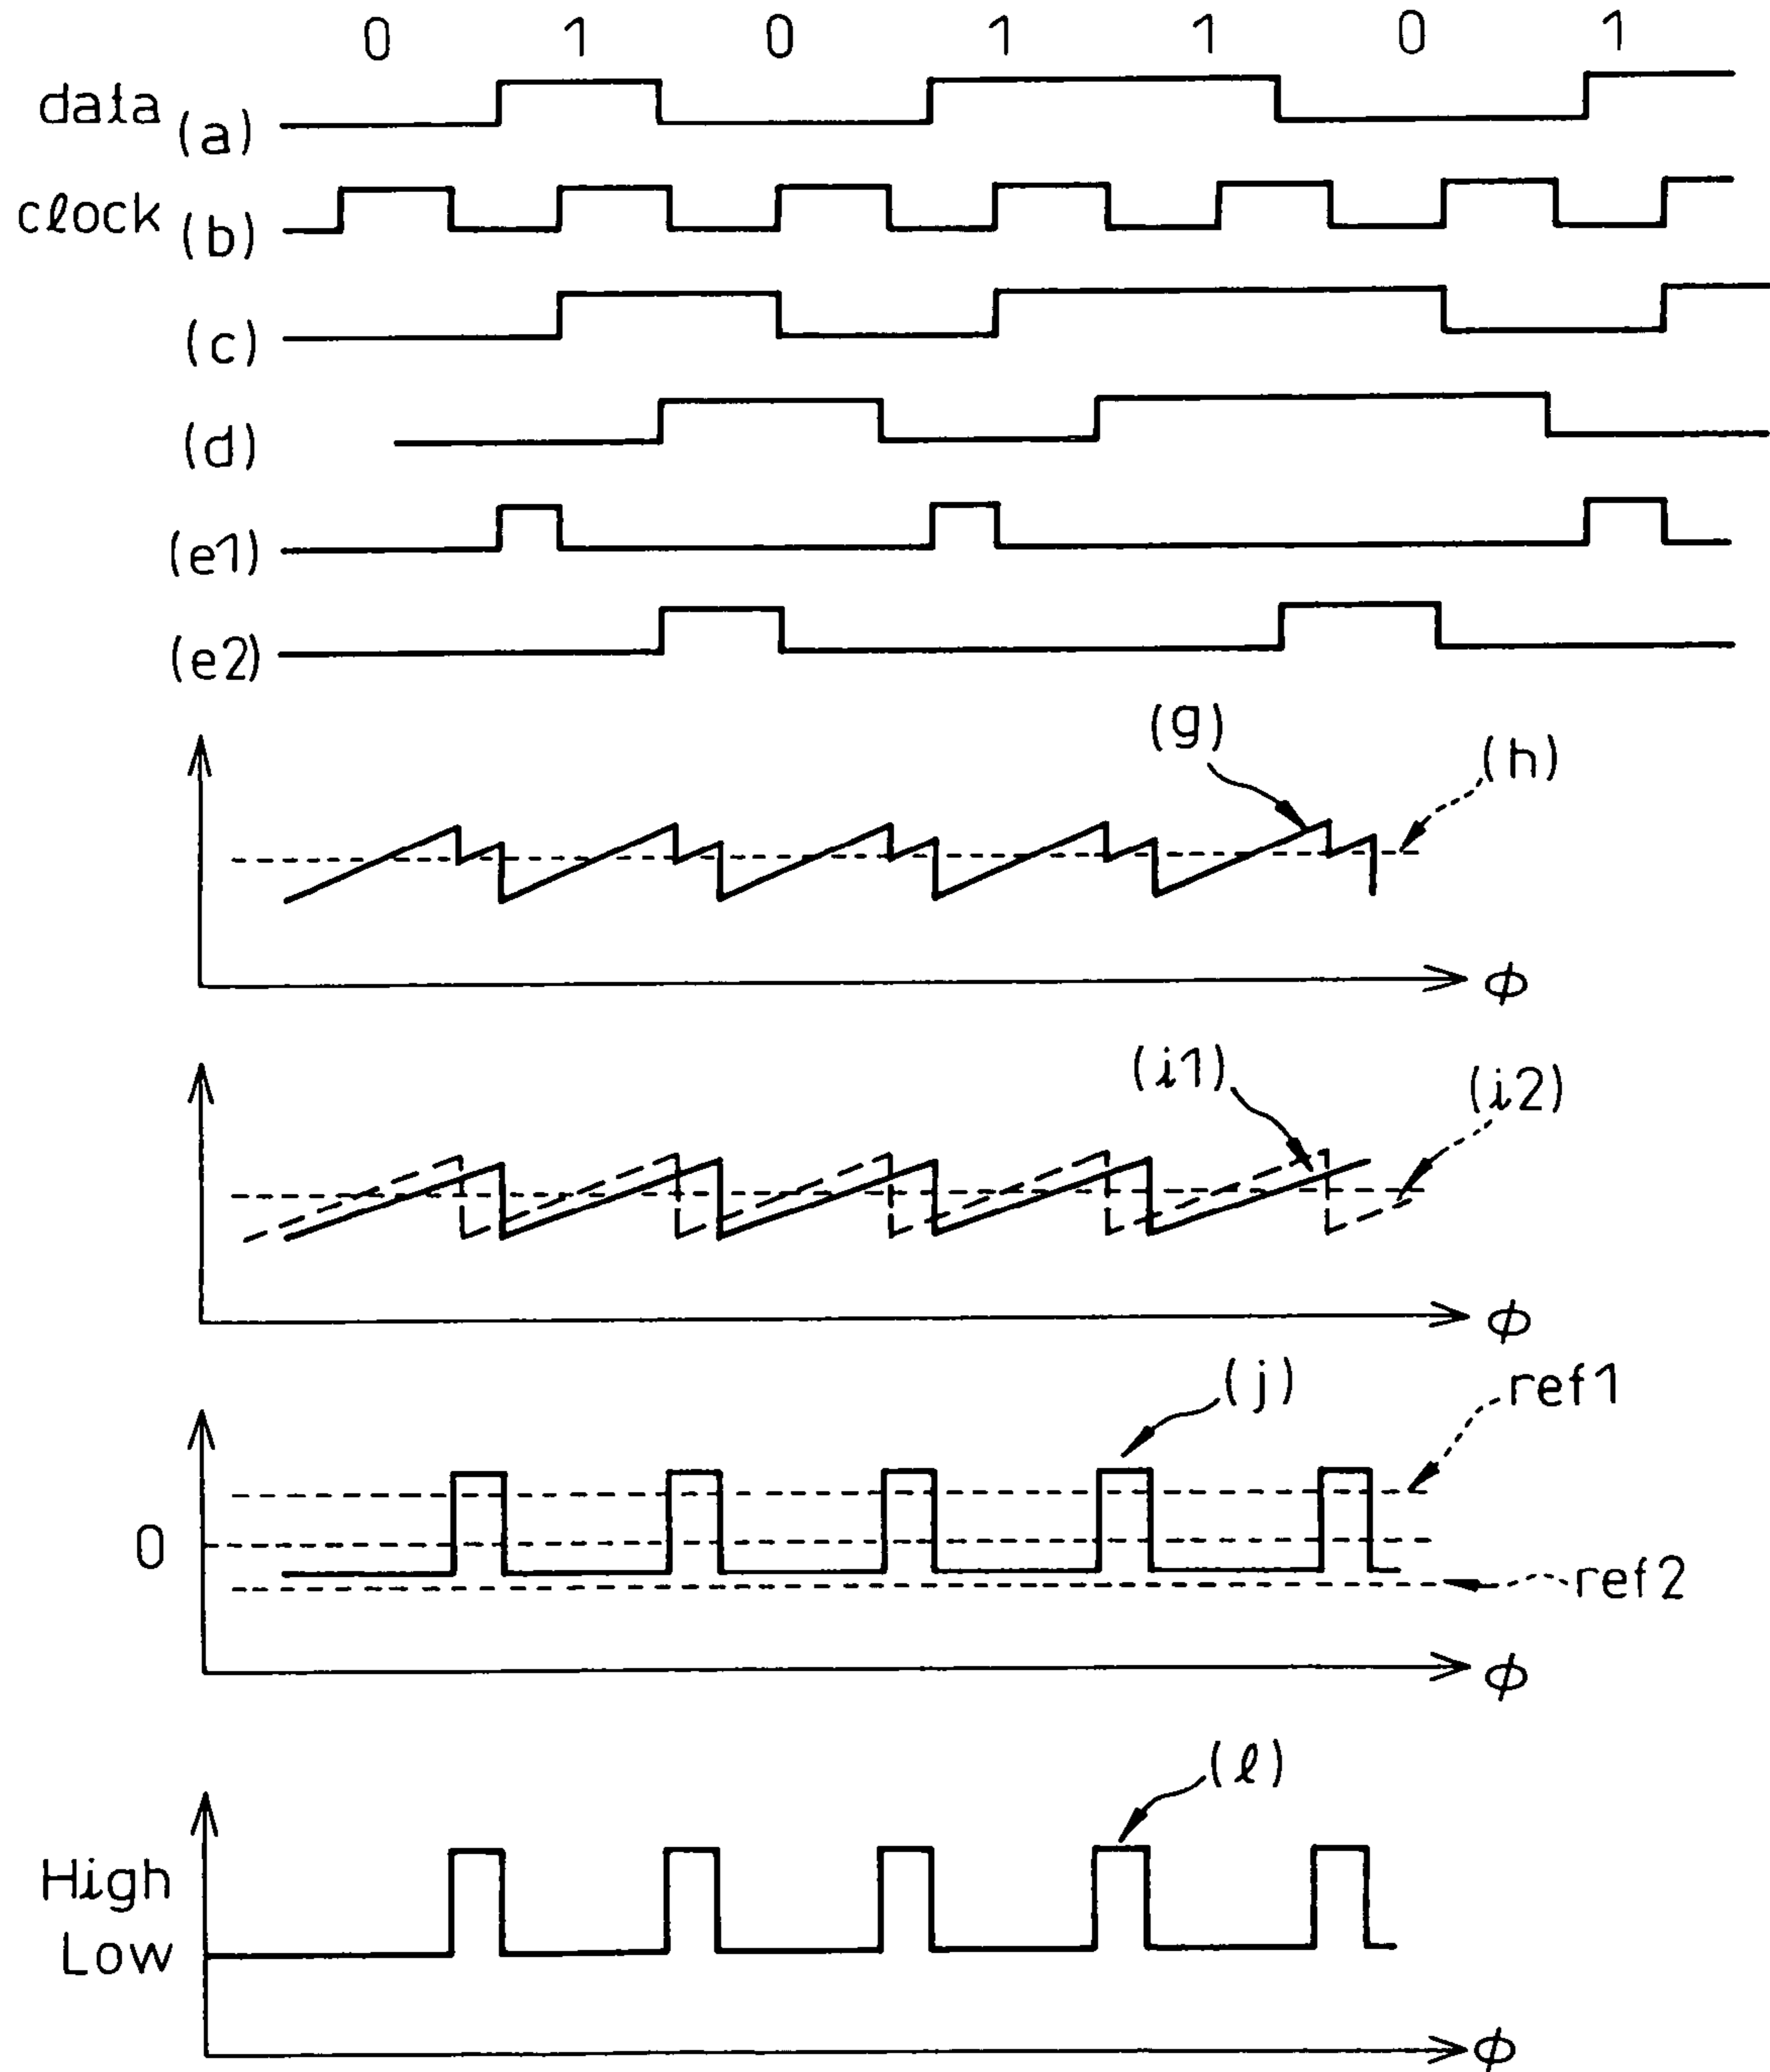 0 1 0 1 1 0 1
data (a)
clock (b)
(c)
(d)
(e1)
(e2)
(g)
(h)
ϕ
(i1)
(i2)
ϕ
(j)
ref1
0
ref2
ϕ
(ℓ)
High
Low
ϕ